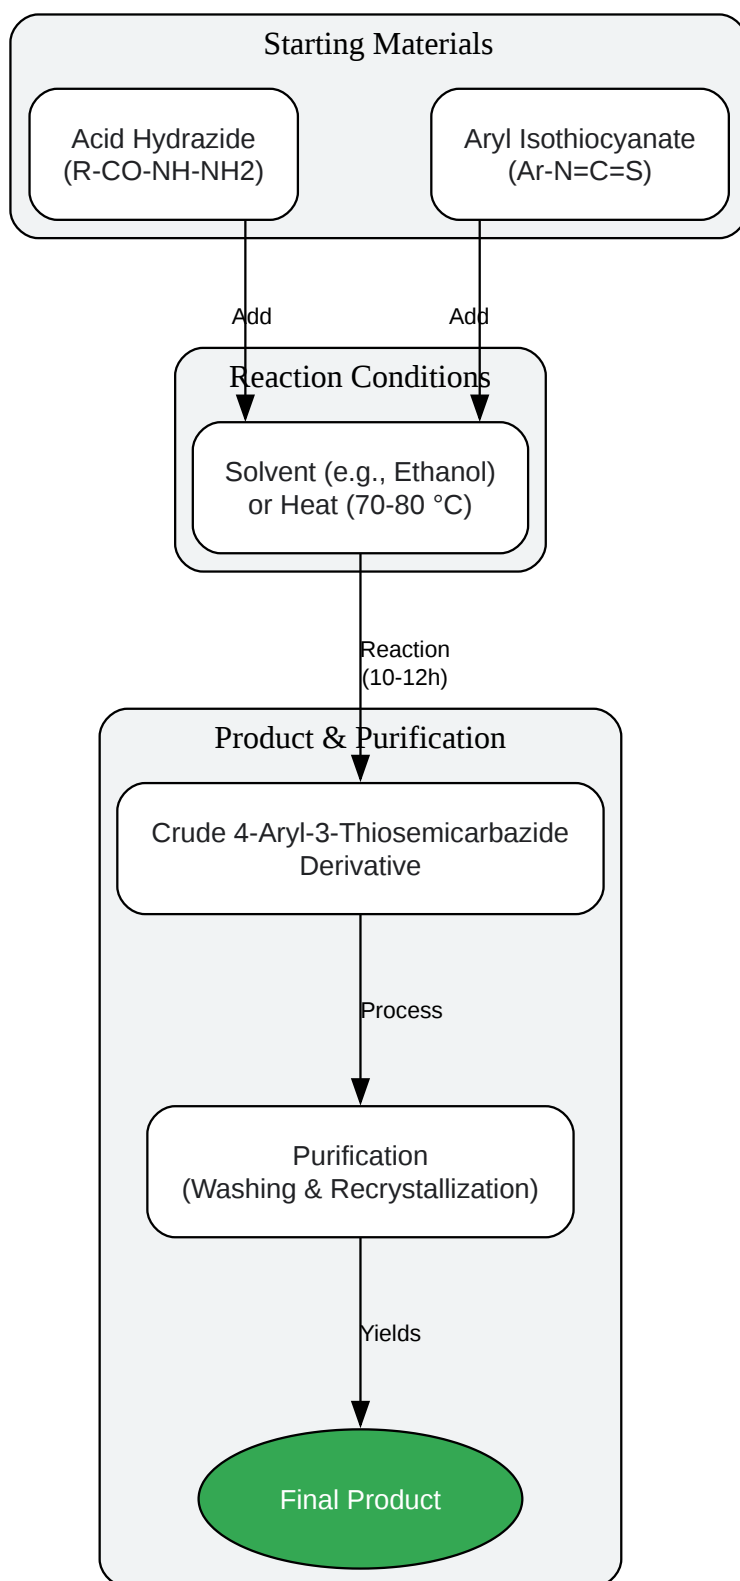 Starting Materials
Acid Hydrazide
(R-CO-NH-NH2)
Aryl Isothiocyanate
(Ar-N=C=S)
Add
Add
Reaction Conditions
Solvent (e.g., Ethanol)
or Heat (70-80 °C)
Reaction
(10-12h)
Product & Purification
Crude 4-Aryl-3-Thiosemicarbazide
Derivative
Process
Purification
(Washing & Recrystallization)
Yields
Final Product